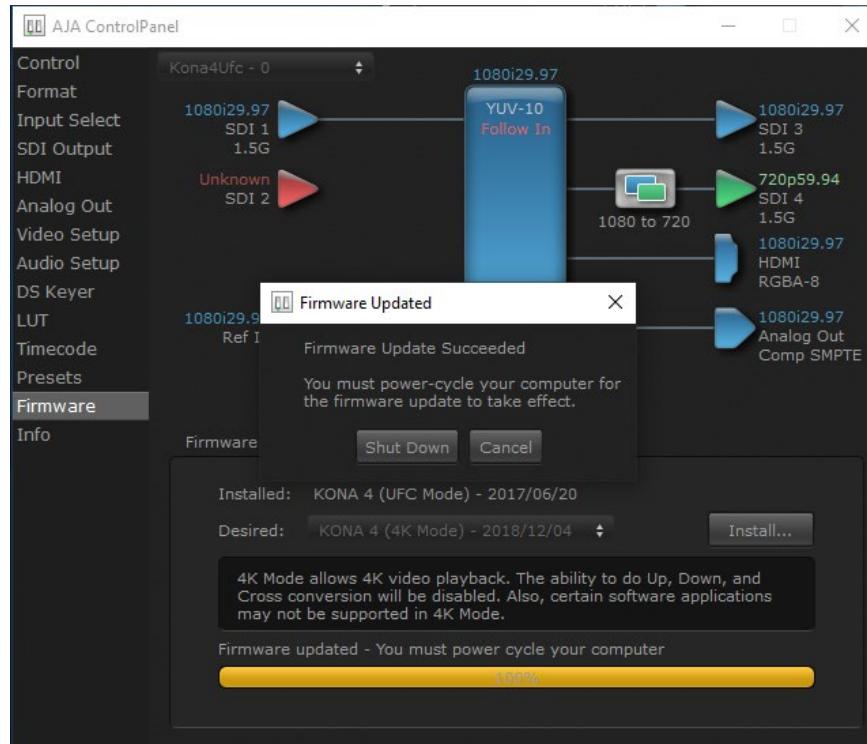 AJA ControlPanel
Control
Format
Input Select
SDI Output
HDMI
Analog Out
Video Setup
Audio Setup
DS Keyer
LUT
Timecode
Presets
Firmware
Info
Kona4Ufc - 0
1080i29.97
YUV-10
Follow In
1080i29.97
SDI 1
1.5G
Unknown
SDI 2
1080i29.9
Ref I
1080 to 720
1080i29.97
SDI 3
1.5G
720p59.94
SDI 4
1.5G
1080i29.97
HDMI
RGBA-8
1080i29.97
Analog Out
Comp SMPTE
Firmware Updated
Firmware Update Succeeded
You must power-cycle your computer for
the firmware update to take effect.
Shut Down
Cancel
Firmware
Installed: KONA 4 (UFC Mode) - 2017/06/20
Desired: KONA 4 (4K Mode) - 2018/12/04
Install...
4K Mode allows 4K video playback. The ability to do Up, Down, and
Cross conversion will be disabled. Also, certain software applications
may not be supported in 4K Mode.
Firmware updated - You must power cycle your computer
100%